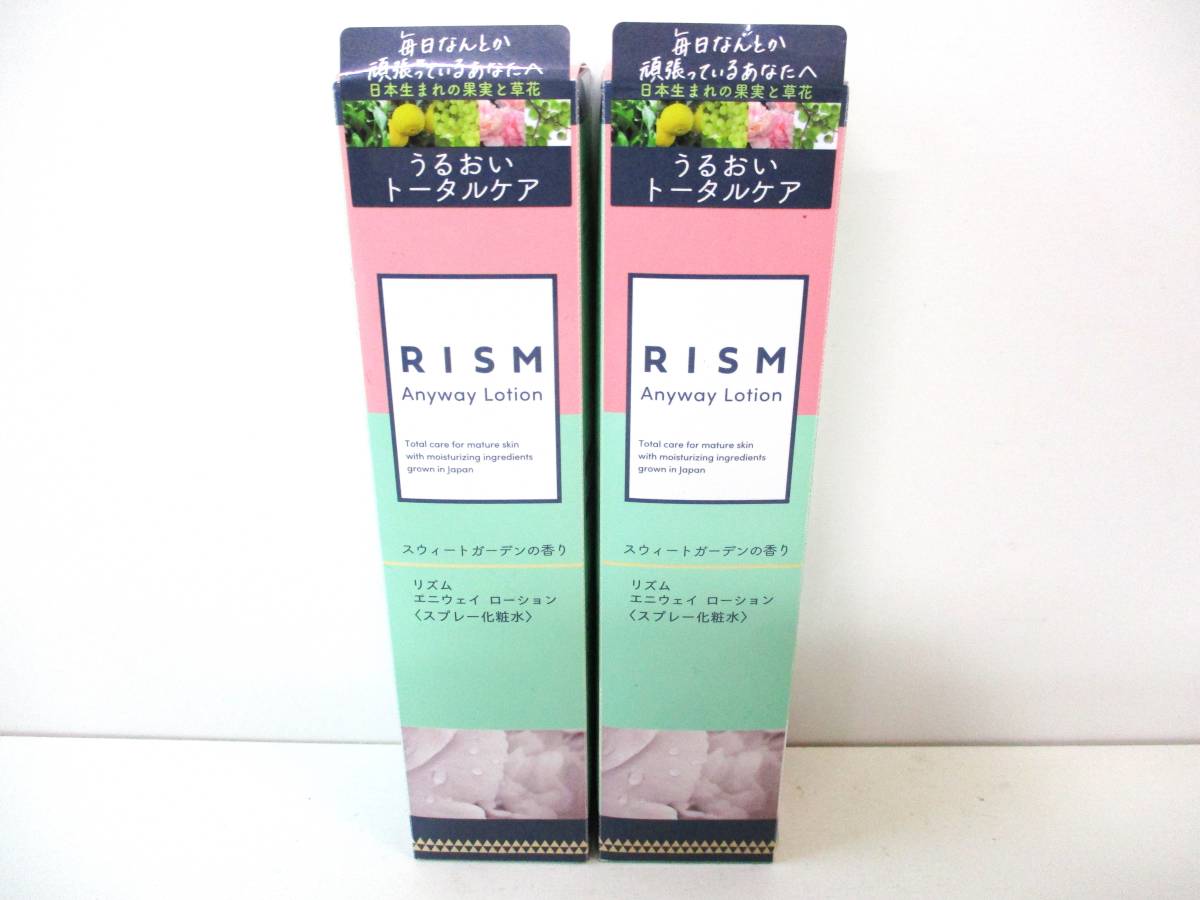 毎日なんとか
頑張っているあなたへ
日本生まれの果実と草花
うるおい
トータルケア
RISM
Anyway Lotion
Total care for mature skin
with moisturizing ingredients
grown in Japan
スウィートガーデンの香り
リズム
エニウェイ ローション
〈スプレー化粧水〉
毎日なんとか
頑張っているあなたへ
日本生まれの果実と草花
うるおい
トータルケア
RISM
Anyway Lotion
Total care for mature skin
with moisturizing ingredients
grown in Japan
スウィートガーデンの香り
リズム
エニウェイ ローション
〈スプレー化粧水〉